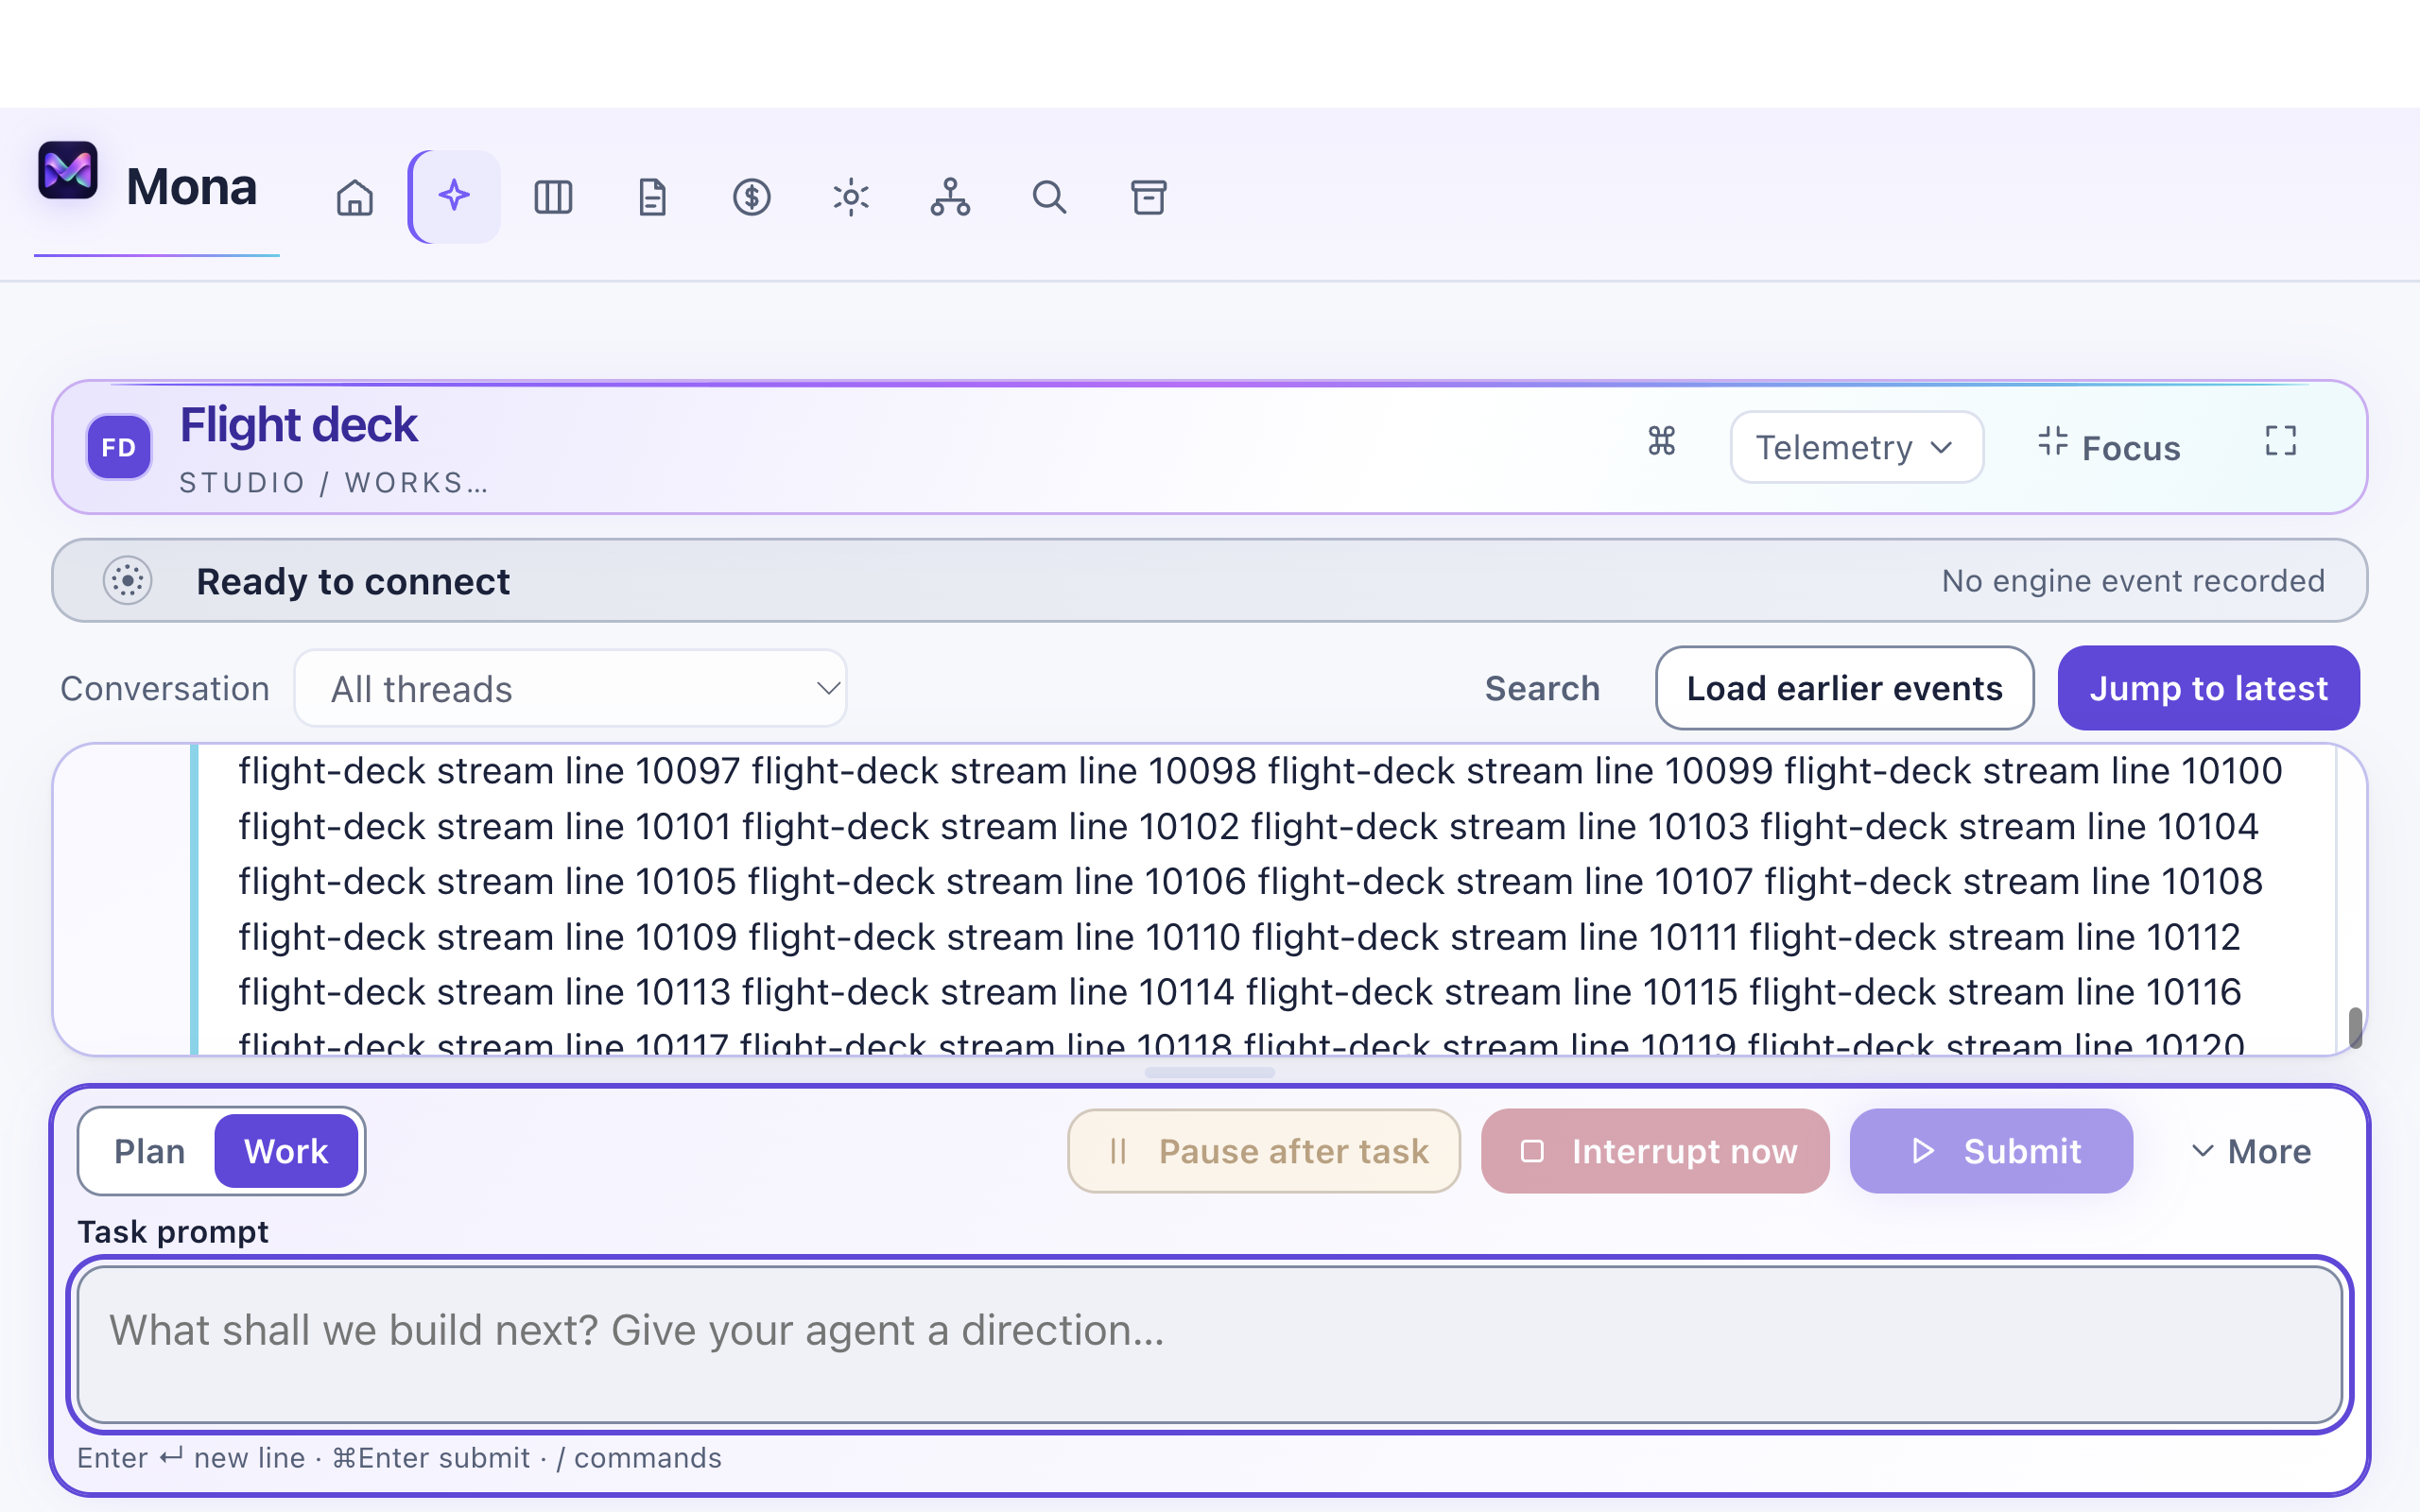 Mona
FD
Flight deck
STUDIO / WORKS...
⌘
Telemetry
Focus
Ready to connect
No engine event recorded
Conversation
All threads
Search
Load earlier events
Jump to latest
flight-deck stream line 10097 flight-deck stream line 10098 flight-deck stream line 10099 flight-deck stream line 10100
flight-deck stream line 10101 flight-deck stream line 10102 flight-deck stream line 10103 flight-deck stream line 10104
flight-deck stream line 10105 flight-deck stream line 10106 flight-deck stream line 10107 flight-deck stream line 10108
flight-deck stream line 10109 flight-deck stream line 10110 flight-deck stream line 10111 flight-deck stream line 10112
flight-deck stream line 10113 flight-deck stream line 10114 flight-deck stream line 10115 flight-deck stream line 10116
flight-deck stream line 10117 flight-deck stream line 10118 flight-deck stream line 10119 flight-deck stream line 10120
Plan
Work
Pause after task
Interrupt now
Submit
More
Task prompt
What shall we build next? Give your agent a direction...
Enter ↵ new line · ⌘Enter submit · / commands